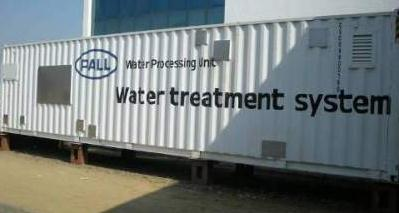 PALL
Water Processing Unit
Water treatment system